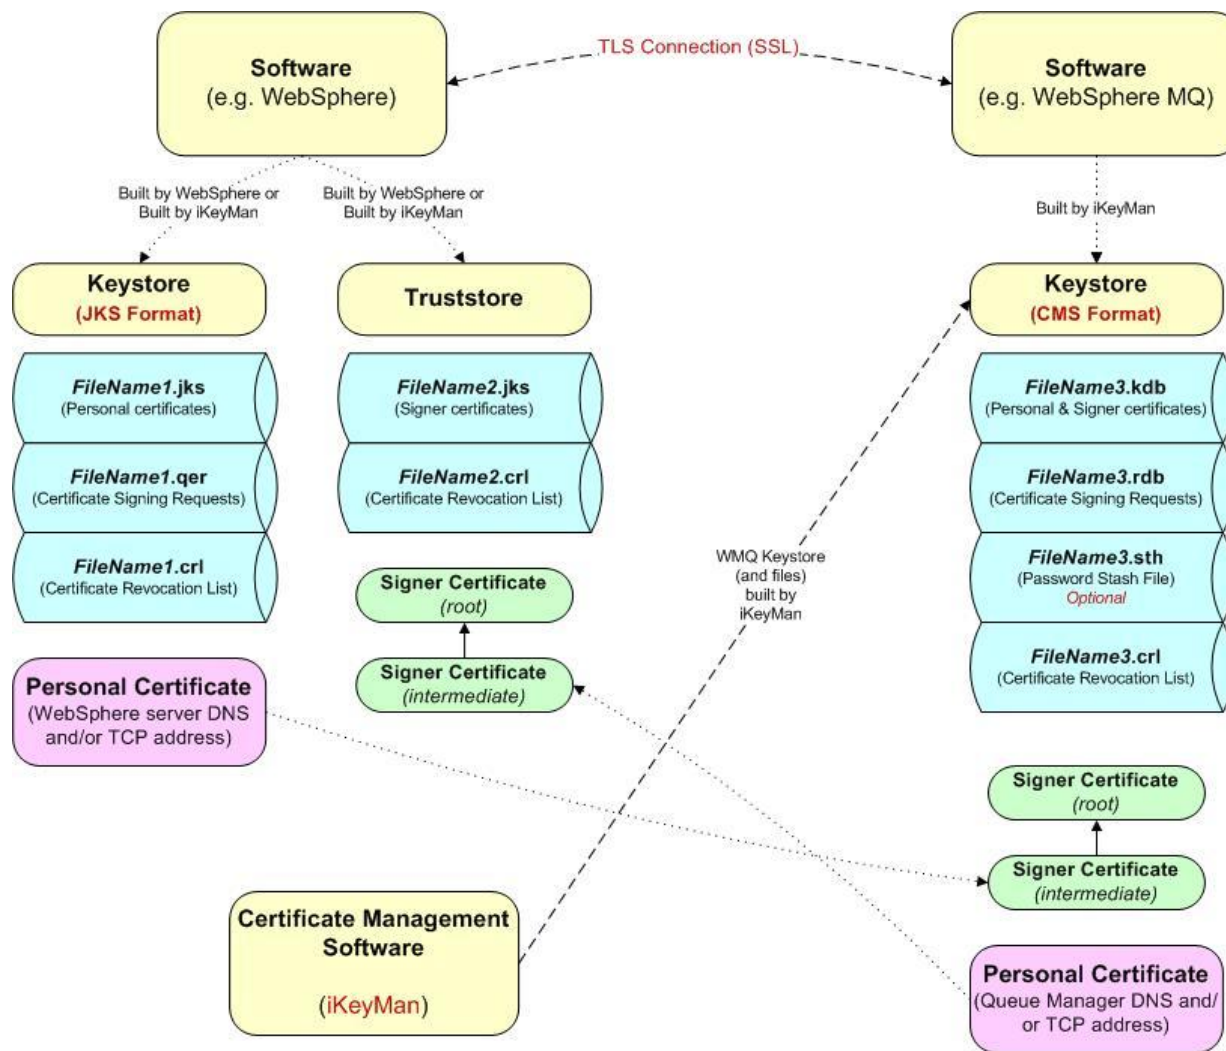 TLS Connection (SSL)
Software
(e.g. WebSphere)
Software
(e.g. WebSphere MQ)
Built by WebSphere or
Built by iKeyMan
Built by WebSphere or
Built by iKeyMan
Built by iKeyMan
Keystore
(JKS Format)
Truststore
Keystore
(CMS Format)
FileName1.jks
(Personal certificates)
FileName1.qer
(Certificate Signing Requests)
FileName1.crl
(Certificate Revocation List)
FileName2.jks
(Signer certificates)
FileName2.crl
(Certificate Revocation List)
FileName3.kdb
(Personal & Signer certificates)
FileName3.rdb
(Certificate Signing Requests)
FileName3.sth
(Password Stash File)
Optional
FileName3.crl
(Certificate Revocation List)
WMQ Keystore
(and files)
built by
iKeyMan
Signer Certificate
(root)
Signer Certificate
(intermediate)
Personal Certificate
(WebSphere server DNS
and/or TCP address)
Signer Certificate
(root)
Signer Certificate
(intermediate)
Certificate Management
Software
(iKeyMan)
Personal Certificate
(Queue Manager DNS and/
or TCP address)